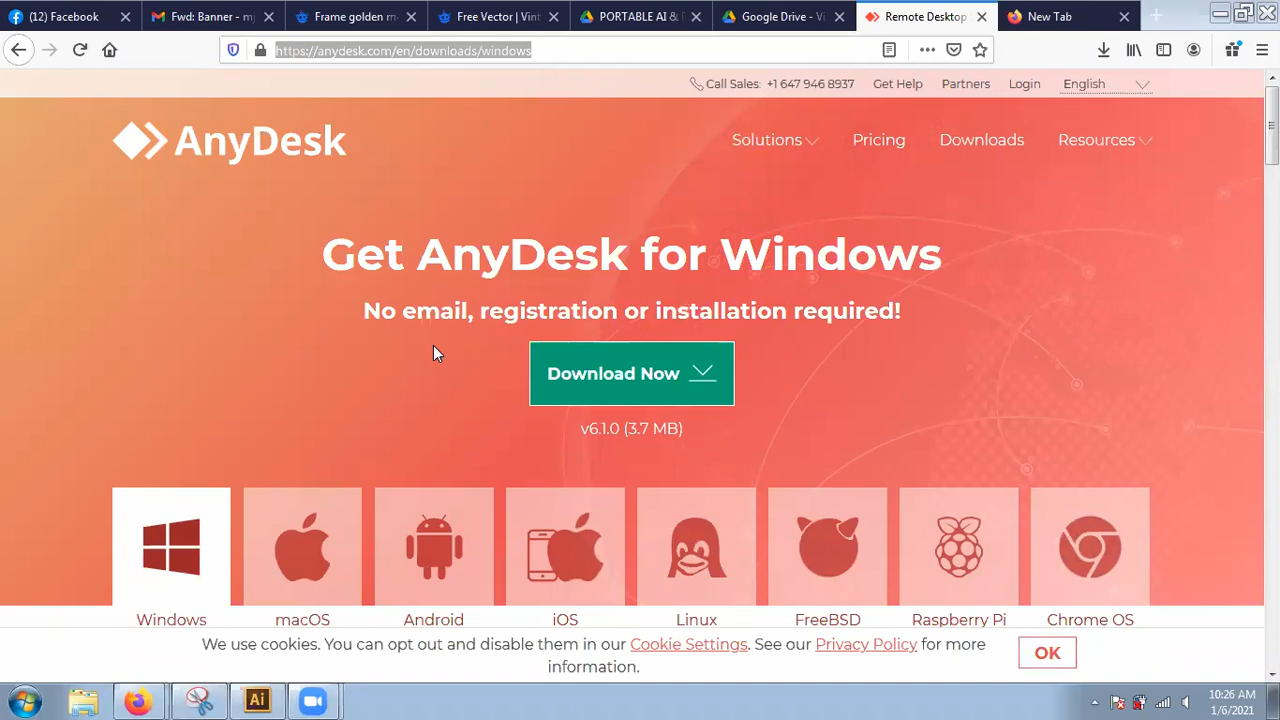 (12) Facebook
Fwd: Banner - mj
Frame golden m
Free Vector | Vint
PORTABLE AI &
Google Drive - Vi
Remote Desktop
New Tab
https://anydesk.com/en/downloads/windows
Call Sales: +1 647 946 8937
Get Help
Partners
Login
English
AnyDesk
Solutions
Pricing
Downloads
Resources
Get AnyDesk for Windows
No email, registration or installation required!
Download Now
v6.1.0 (3.7 MB)
Windows
macOS
Android
iOS
Linux
FreeBSD
Raspberry Pi
Chrome OS
We use cookies. You can opt out and disable them in our Cookie Settings. See our Privacy Policy for more
information.
OK
Ai
10:26 AM
1/6/2021